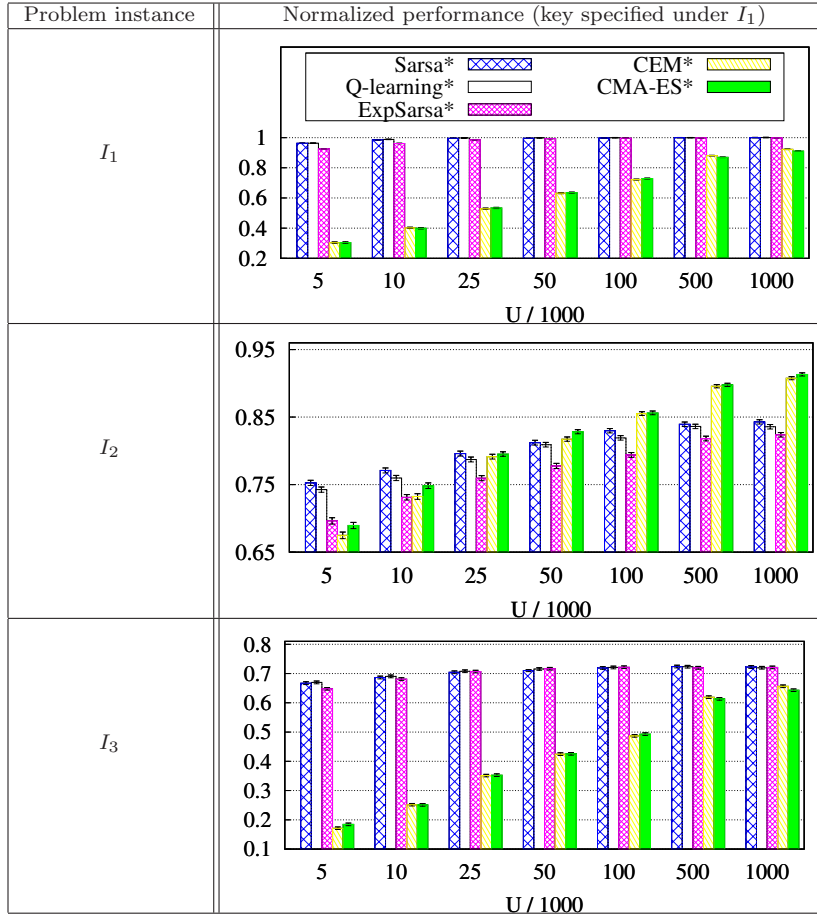 Problem instance Normalized performance (key specified under I₁)
Sarsa* CEM*
Q-learning* CMA-ES*
ExpSarsa*
I₁
1
0.8
0.6
0.4
0.2
5 10 25 50 100 500 1000
U / 1000
I₂
0.95
0.85
0.75
0.65
5 10 25 50 100 500 1000
U / 1000
I₃
0.8
0.7
0.6
0.5
0.4
0.3
0.2
0.1
5 10 25 50 100 500 1000
U / 1000